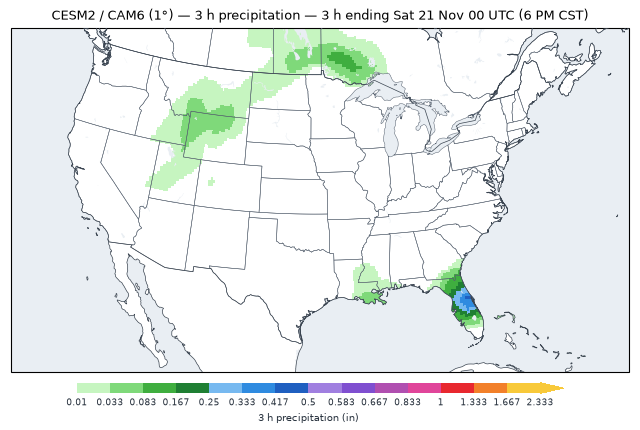 CESM2 / CAM6 (1°) — 3 h precipitation — 3 h ending Sat 21 Nov 00 UTC (6 PM CST)
0.01 0.033 0.083 0.167 0.25 0.333 0.417 0.5 0.583 0.667 0.833 1 1.333 1.667 2.333
3 h precipitation (in)